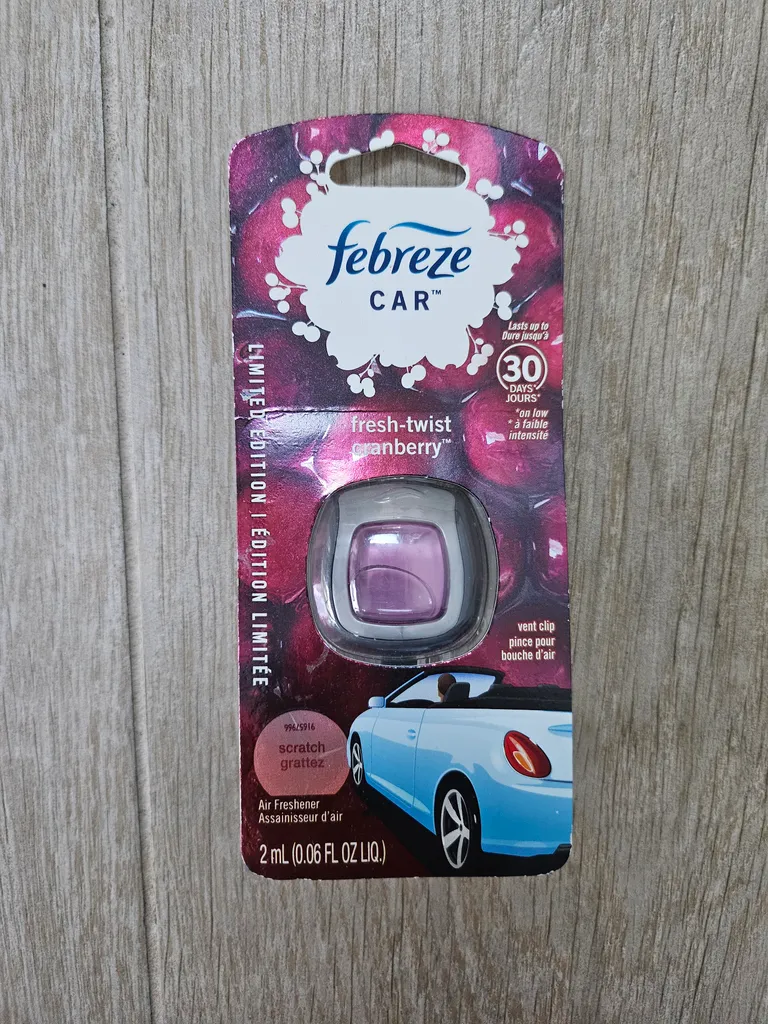 febreze
CAR™
Lasts up to
Dure jusqu'à
30
DAYS*
JOURS*
*on low
* à faible
intensité
LIMITED EDITION | ÉDITION LIMITÉE
fresh-twist
cranberry™
vent clip
pince pour
bouche d'air
99625916
scratch
grattez
Air Freshener
Assainisseur d'air
2 mL (0.06 FL OZ LIQ.)